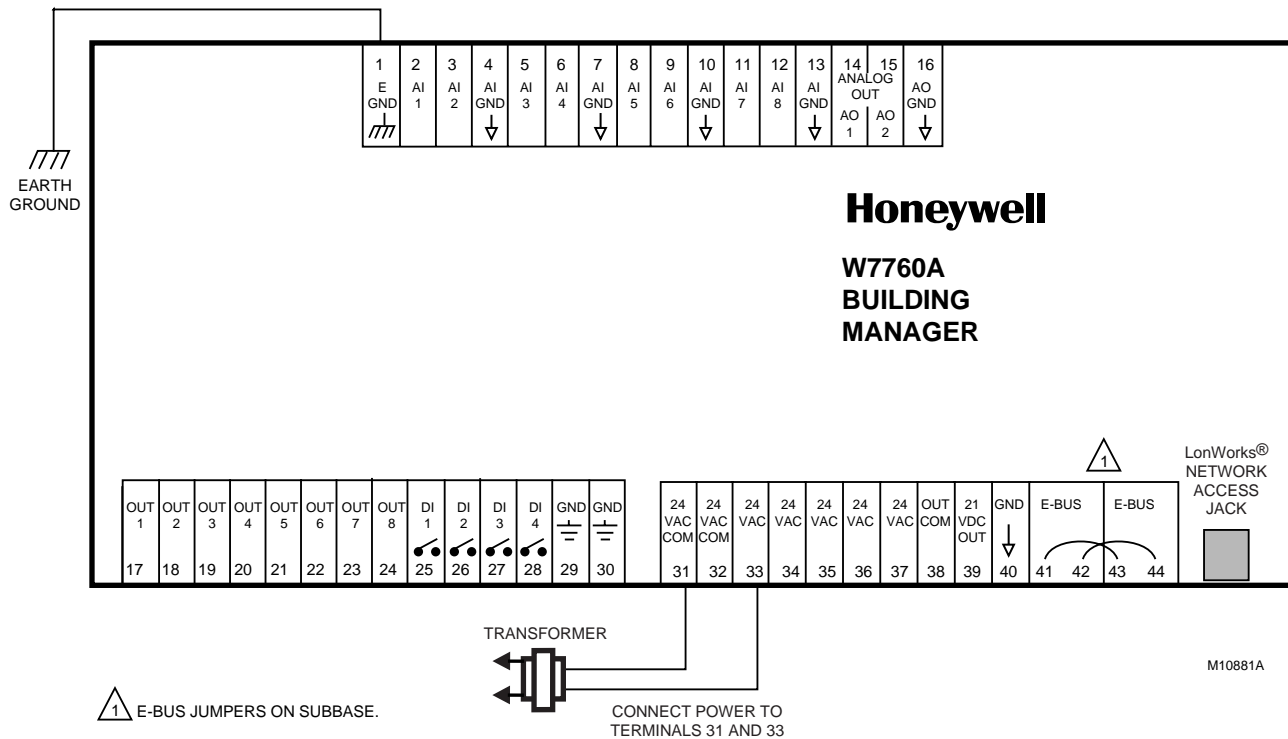 1 2 3 4 5 6 7 8 9 10 11 12 13 14 15 16
E AI AI AI AI AI AI AI AI AI AI AI AI ANALOG AO
GND 1 2 GND 3 4 GND 5 6 GND 7 8 GND OUT GND
AO AO
1 2
EARTH
GROUND
Honeywell
W7760A
BUILDING
MANAGER
1
LonWorks®
NETWORK
ACCESS
JACK
OUT OUT OUT OUT OUT OUT OUT OUT DI DI DI DI GND GND
1 2 3 4 5 6 7 8 1 2 3 4
17 18 19 20 21 22 23 24 25 26 27 28 29 30
24 24 24 24 24 24 24 OUT 21 GND E-BUS E-BUS
VAC VAC VAC VAC VAC VAC VAC COM VDC
COM COM OUT
31 32 33 34 35 36 37 38 39 40 41 42 43 44
TRANSFORMER
M10881A
1 E-BUS JUMPERS ON SUBBASE.
CONNECT POWER TO
TERMINALS 31 AND 33